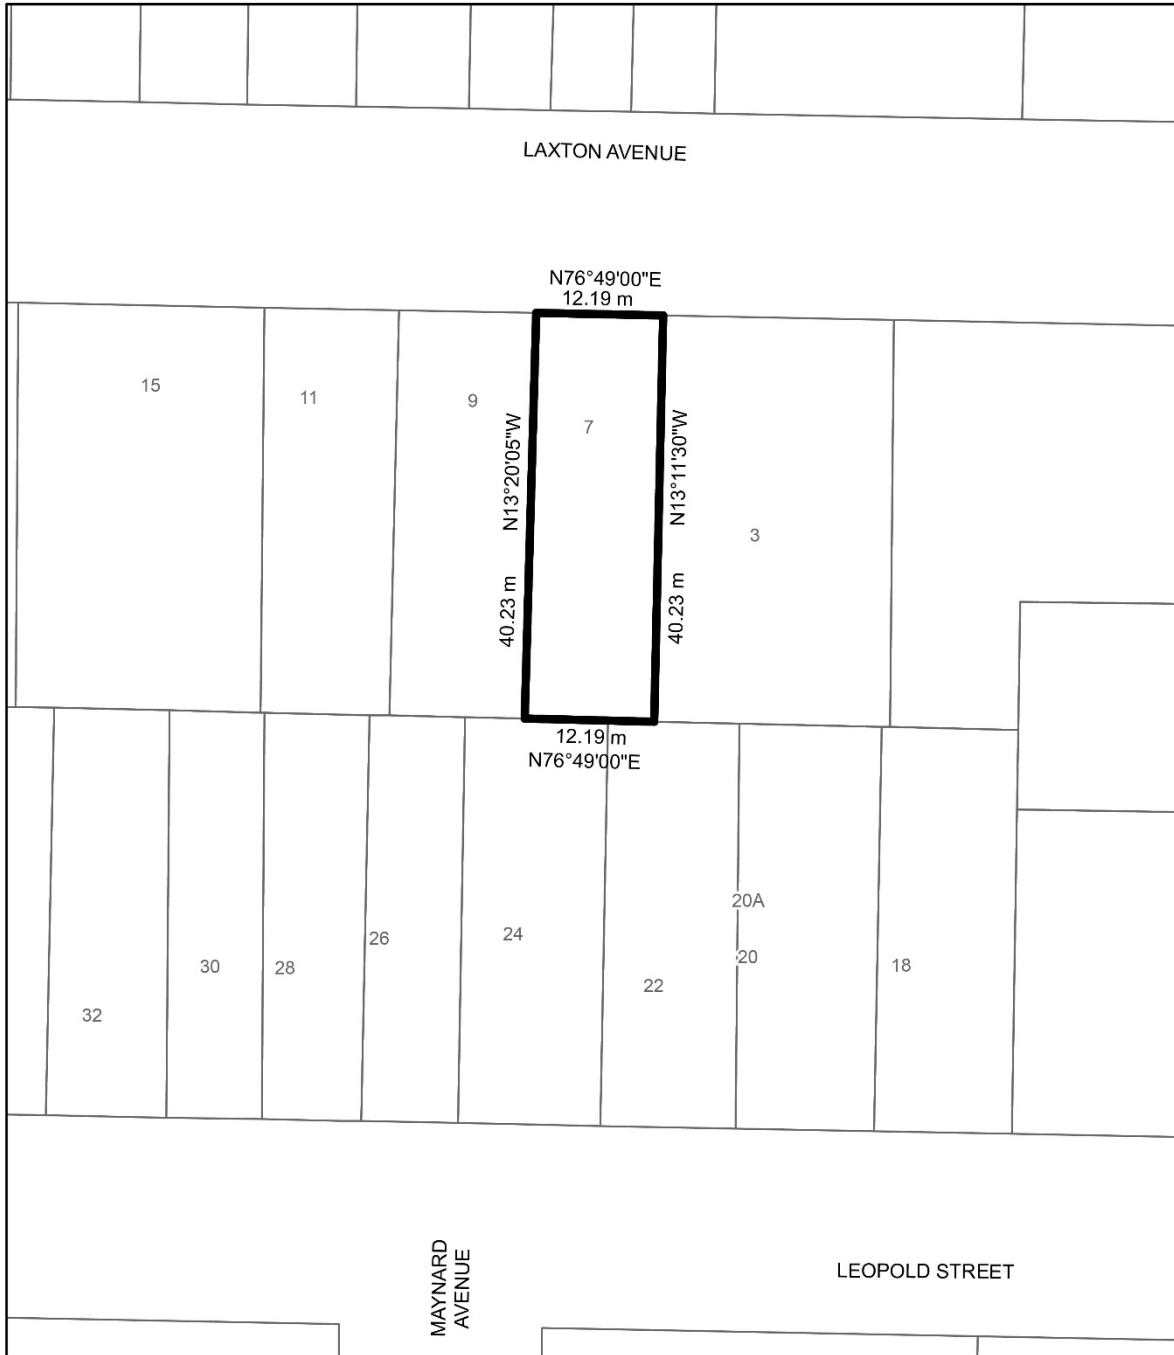 LAXTON AVENUE
N76°49'00"E
12.19 m
15
11
9
7
3
N13°20'05"W
40.23 m
N13°11'30"W
40.23 m
12.19 m
N76°49'00"E
32
30
28
26
24
22
20A
20
18
MAYNARD
AVENUE
LEOPOLD STREET